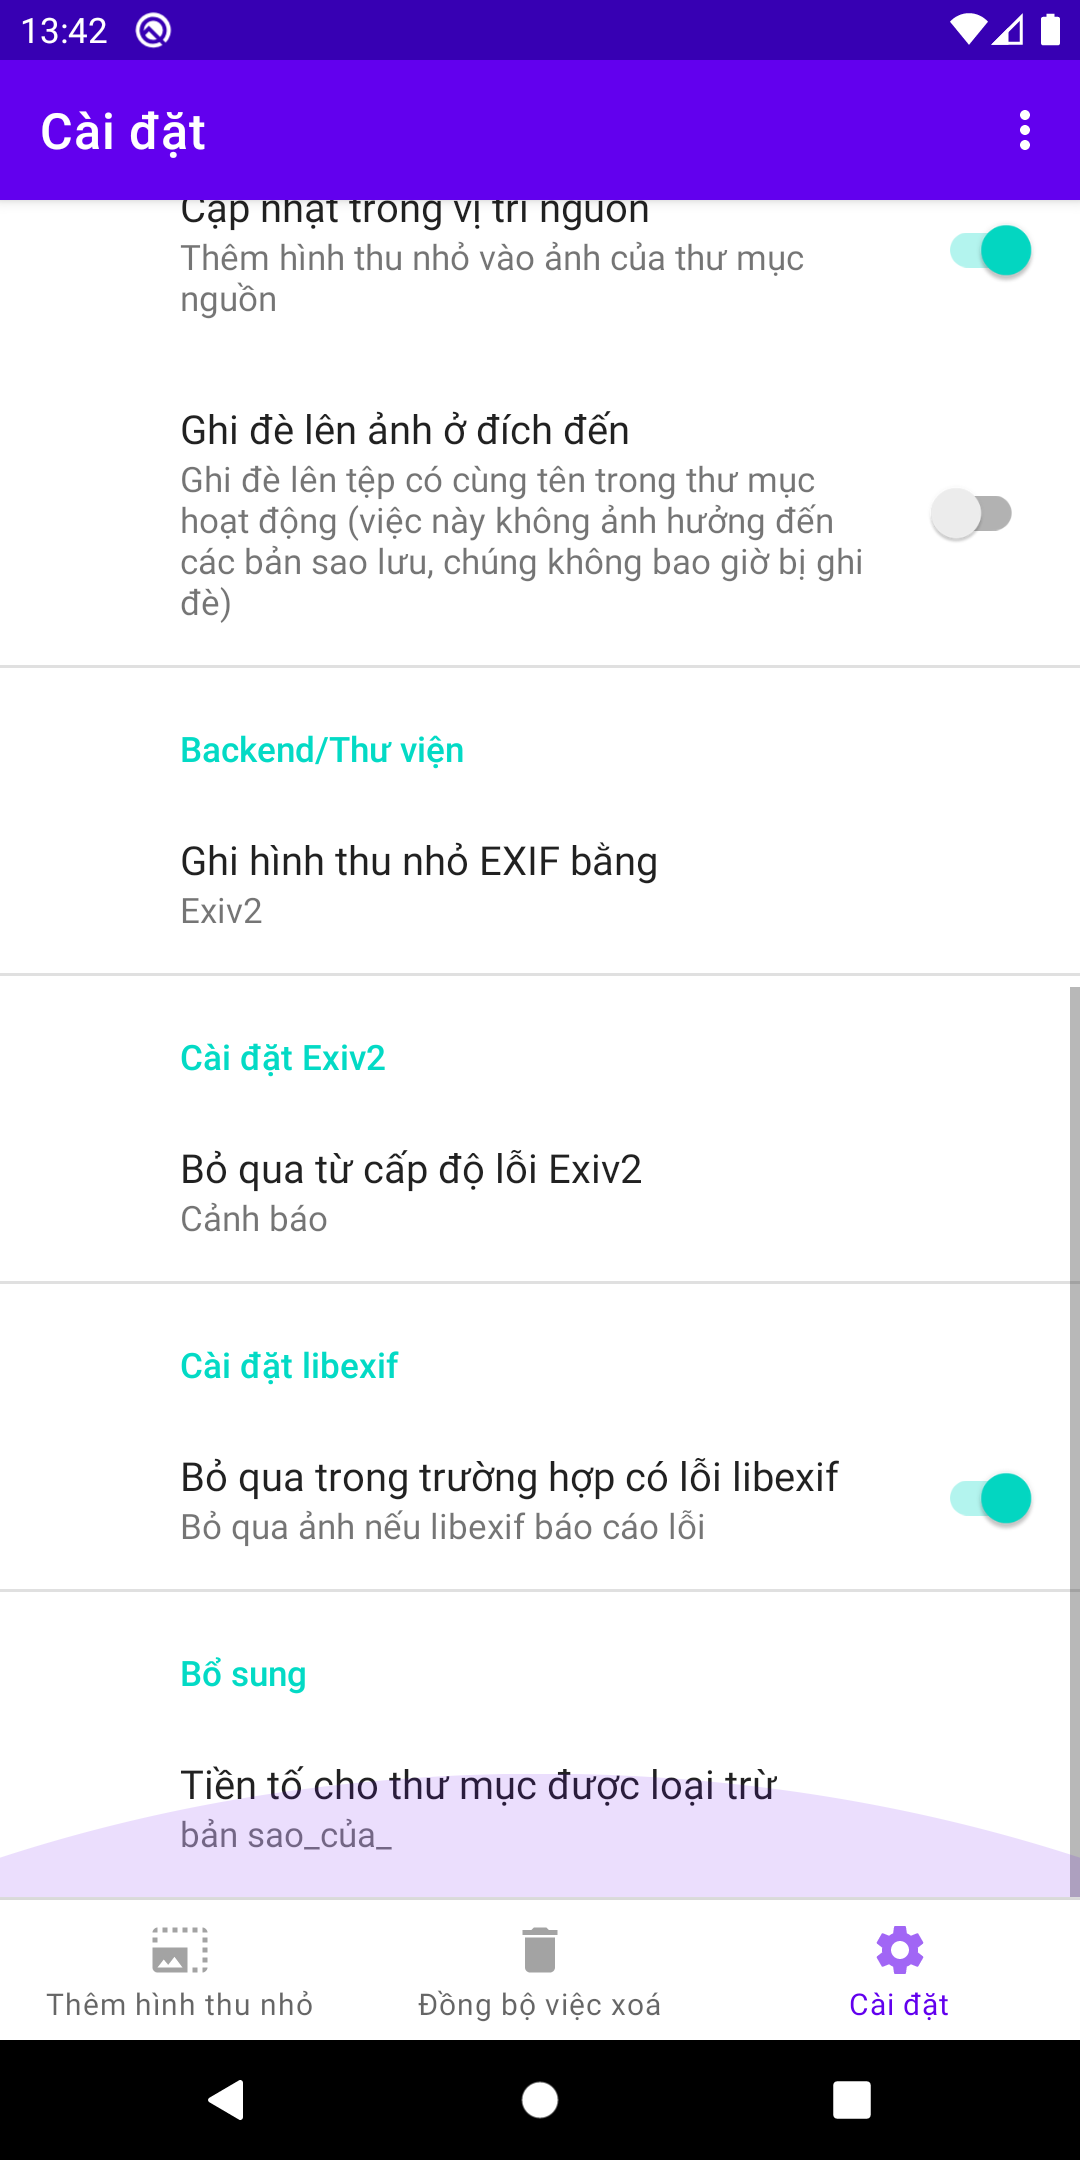 13:42
Cài đặt
Cập nhật trong vị trí nguồn
Thêm hình thu nhỏ vào ảnh của thư mục
nguồn
Ghi đè lên ảnh ở đích đến
Ghi đè lên tệp có cùng tên trong thư mục
hoạt động (việc này không ảnh hưởng đến
các bản sao lưu, chúng không bao giờ bị ghi
đè)
Backend/Thư viện
Ghi hình thu nhỏ EXIF bằng
Exiv2
Cài đặt Exiv2
Bỏ qua từ cấp độ lỗi Exiv2
Cảnh báo
Cài đặt libexif
Bỏ qua trong trường hợp có lỗi libexif
Bỏ qua ảnh nếu libexif báo cáo lỗi
Bổ sung
Tiền tố cho thư mục được loại trừ
bản sao_của_
Thêm hình thu nhỏ
Đồng bộ việc xoá
Cài đặt